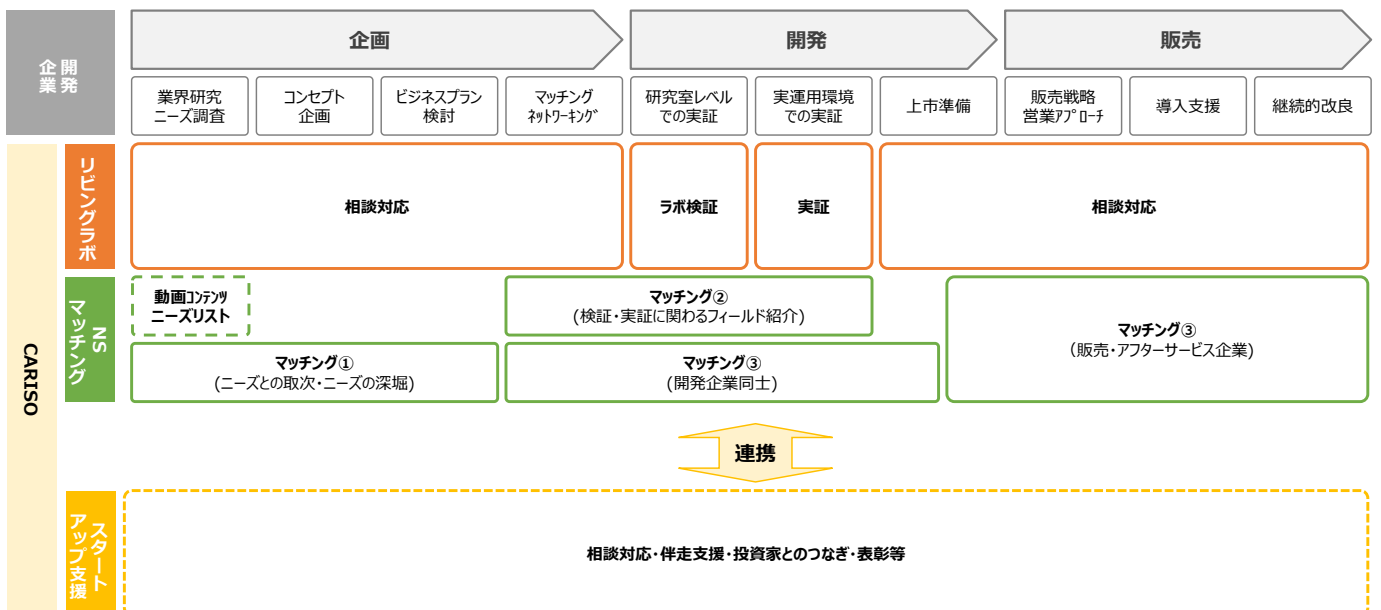 開発
企業
企画
開発
販売
業界研究
ニーズ調査
コンセプト
企画
ビジネスプラン
検討
マッチング
ﾈｯﾄﾜｰｷﾝｸﾞ
研究室レベル
での実証
実運用環境
での実証
上市準備
販売戦略
営業ｱﾌﾟﾛｰﾁ
導入支援
継続的改良
CARISO
リビングラボ
相談対応
ラボ検証
実証
相談対応
NS
マッチング
動画ｺﾝﾃﾝﾂ
ニーズリスト
マッチング②
(検証・実証に関わるフィールド紹介)
マッチング③
(販売・アフターサービス企業)
マッチング①
(ニーズとの取次・ニーズの深堀)
マッチング③
(開発企業同士)
連携
スタート
アップ支援
相談対応・伴走支援・投資家とのつなぎ・表彰等